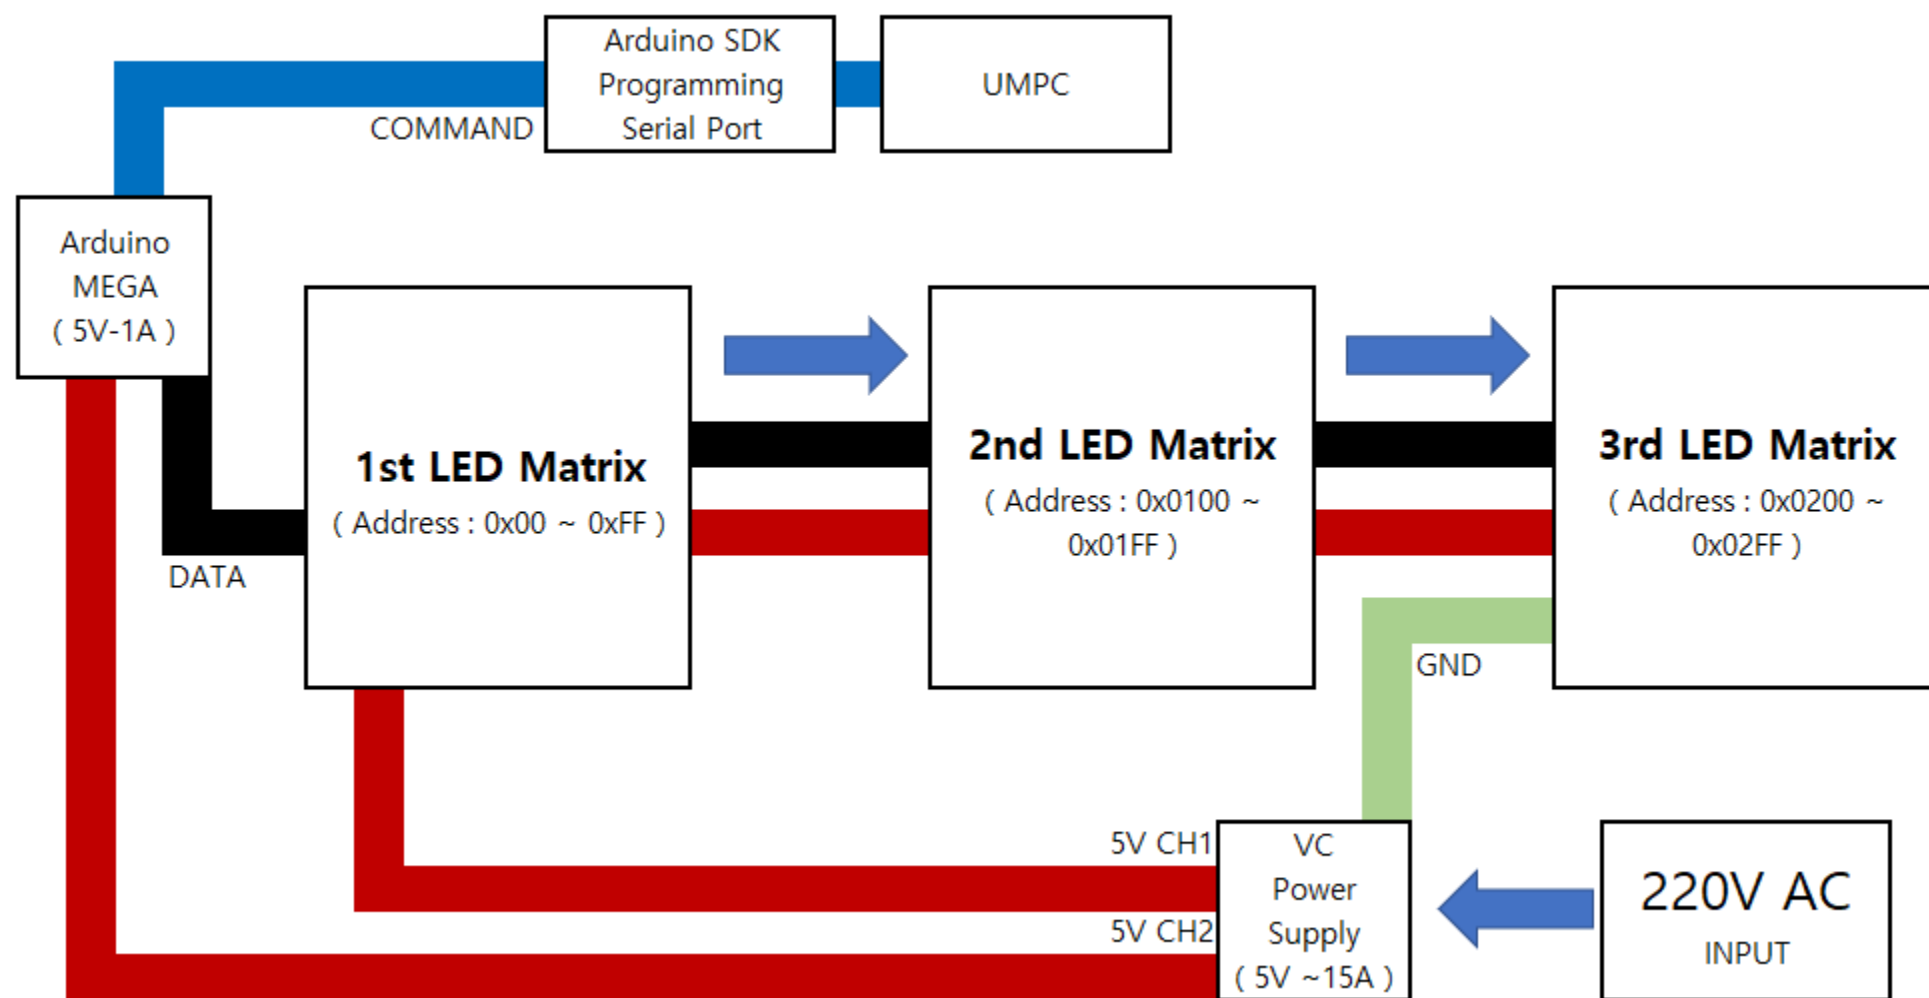 Arduino SDK
Programming
Serial Port
UMPC
COMMAND
Arduino
MEGA
( 5V-1A )
1st LED Matrix
( Address : 0x00 ~ 0xFF )
2nd LED Matrix
( Address : 0x0100 ~
0x01FF )
3rd LED Matrix
( Address : 0x0200 ~
0x02FF )
DATA
GND
5V CH1
5V CH2
VC
Power
Supply
( 5V ~15A )
220V AC
INPUT